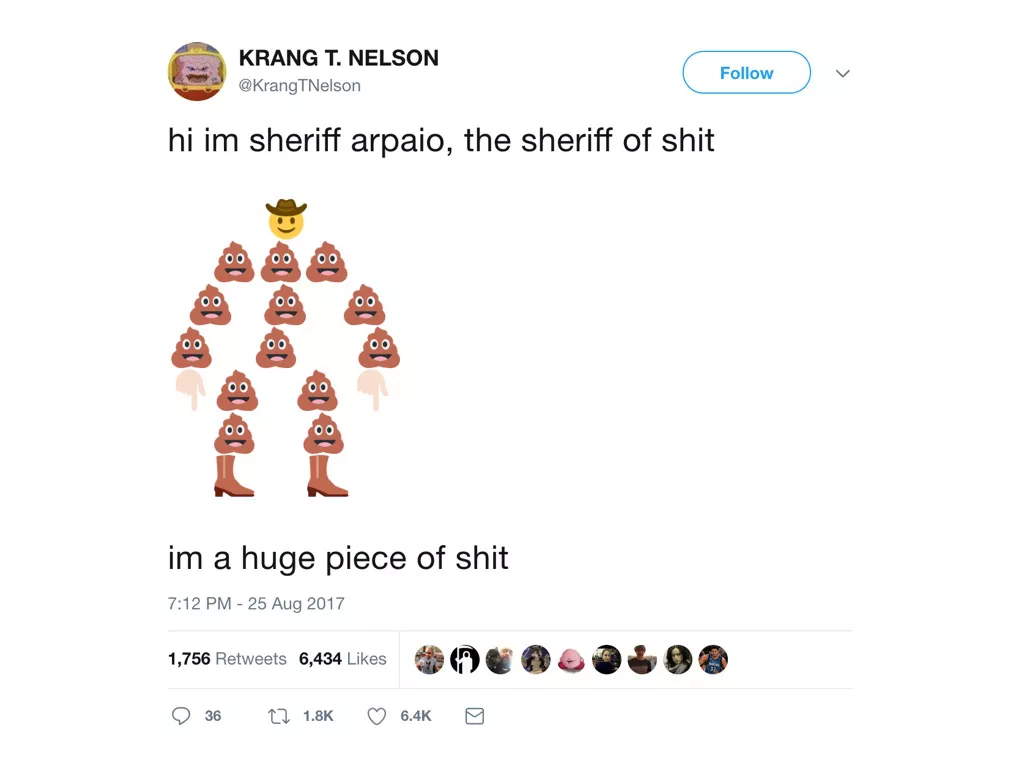 KRANG T. NELSON
@KrangTNelson
Follow
hi im sheriff arpaio, the sheriff of shit
im a huge piece of shit
7:12 PM - 25 Aug 2017
1,756 Retweets 6,434 Likes
36 1.8K 6.4K